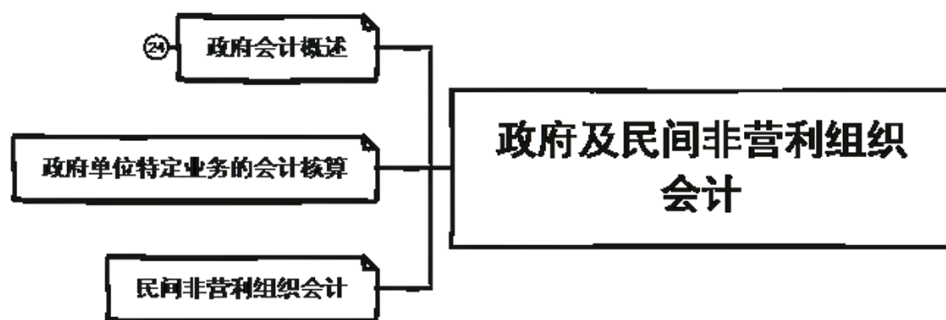 24
政府会计概述
政府单位特定业务的会计核算
民间非营利组织会计
政府及民间非营利组织
会计